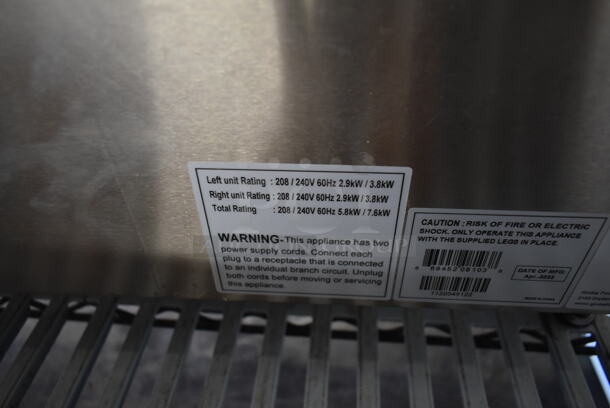 Left unit Rating : 208 / 240V 60Hz 2.9kW / 3.8kW
Right unit Rating : 208 / 240V 60Hz 2.9kW / 3.8kW
Total Rating : 208 / 240V 60Hz 5.8kW / 7.6kW
WARNING-This appliance has two
power supply cords. Connect each
plug to a receptacle that is connected
to an individual branch circuit. Unplug
both cords before moving or servicing
this appliance.
CAUTION : RISK OF FIRE OR ELECTRIC
SHOCK. ONLY OPERATE THIS APPLIANCE
WITH THE SUPPLIED LEGS IN PLACE.
DATE OF MFG:
MADE IN CHINA